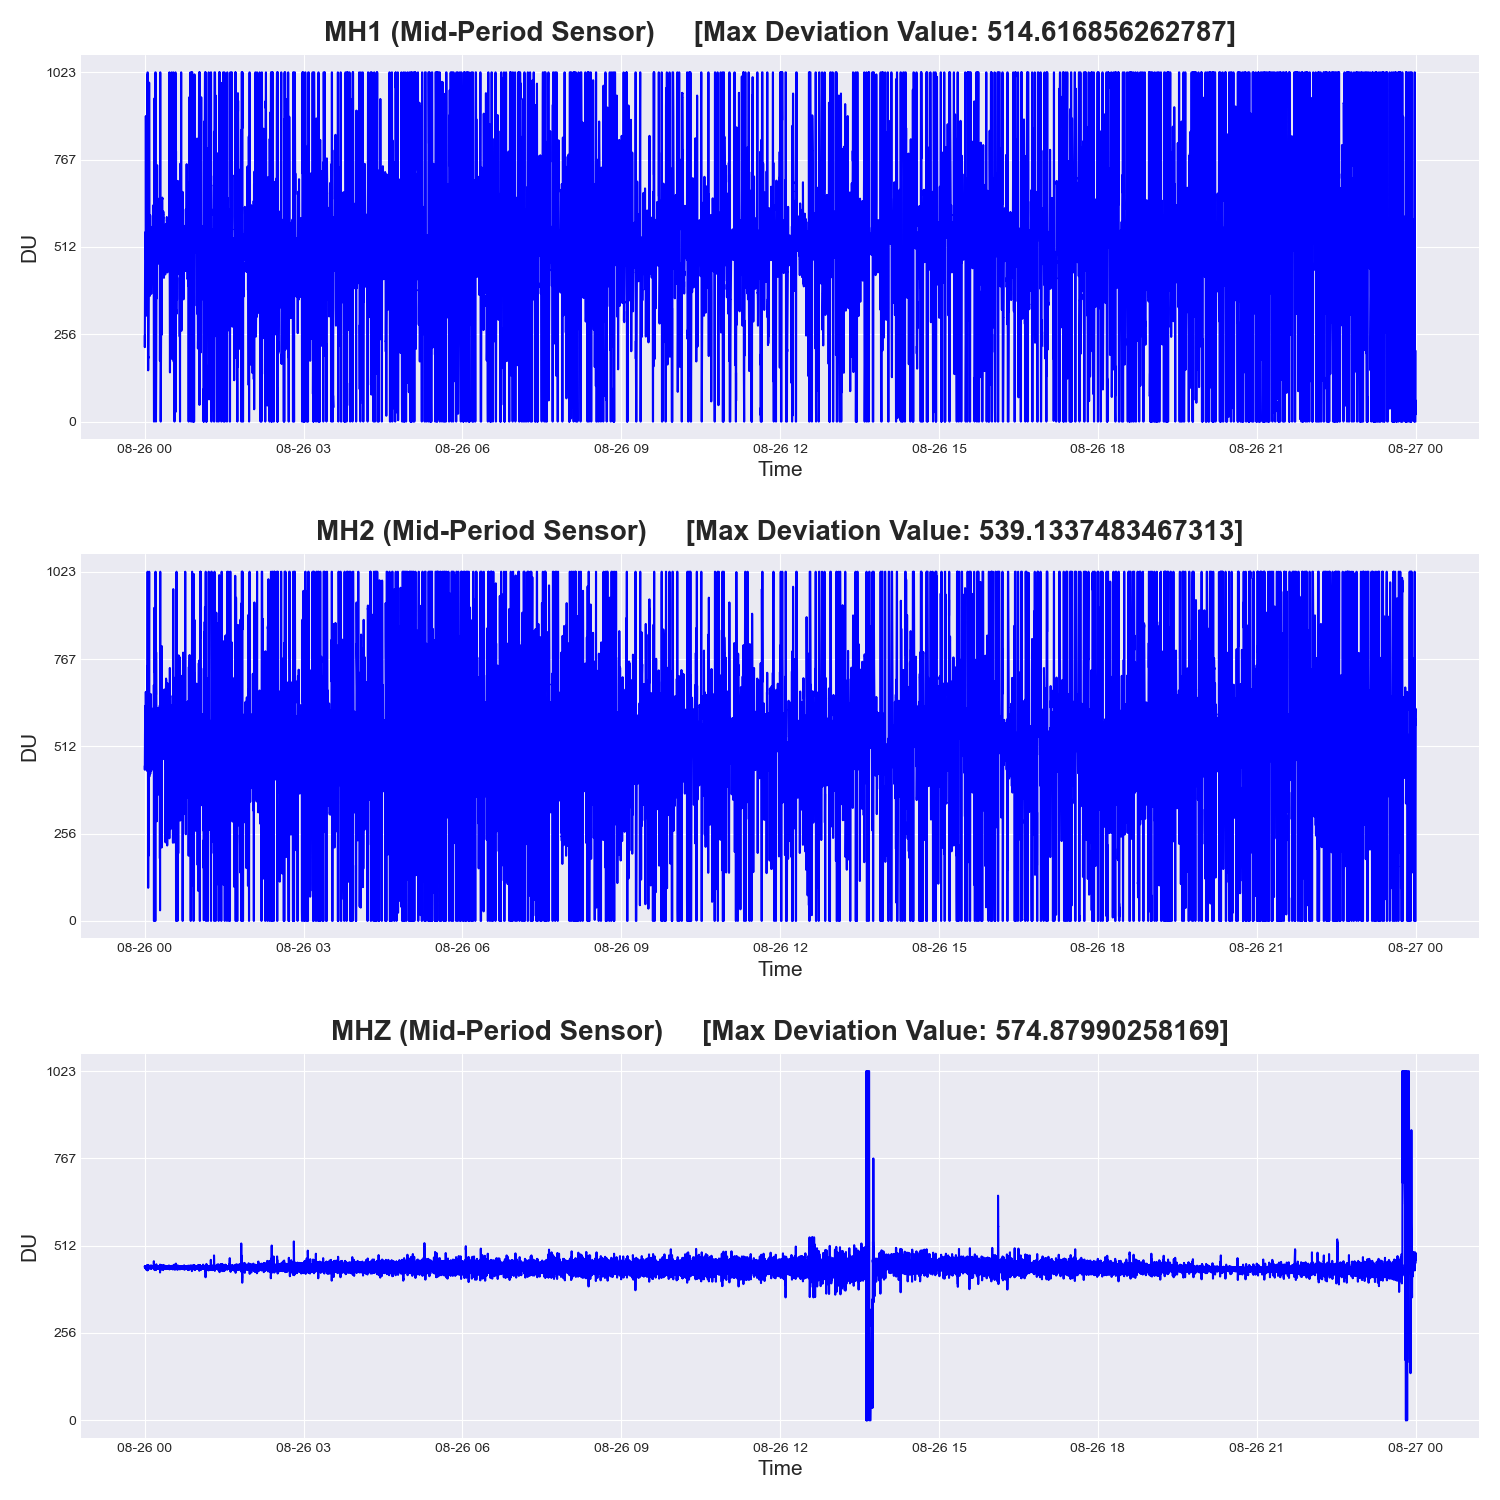 MH1 (Mid-Period Sensor) [Max Deviation Value: 514.616856262787]
1023
767
512
256
0
DU
08-26 00 08-26 03 08-26 06 08-26 09 08-26 12 08-26 15 08-26 18 08-26 21 08-27 00
Time
MH2 (Mid-Period Sensor) [Max Deviation Value: 539.1337483467313]
1023
767
512
256
0
DU
08-26 00 08-26 03 08-26 06 08-26 09 08-26 12 08-26 15 08-26 18 08-26 21 08-27 00
Time
MHZ (Mid-Period Sensor) [Max Deviation Value: 574.87990258169]
1023
767
512
256
0
DU
08-26 00 08-26 03 08-26 06 08-26 09 08-26 12 08-26 15 08-26 18 08-26 21 08-27 00
Time